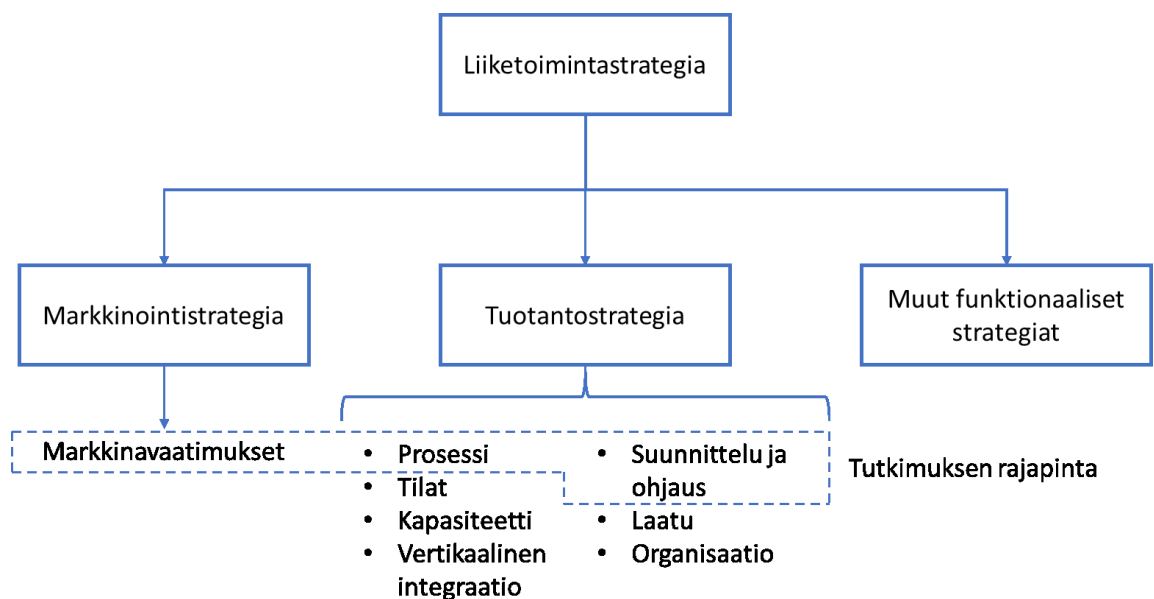 Liiketoimintastrategia
Markkinointistrategia
Tuotantostrategia
Muut funktionaaliset
strategiat
Markkinavaatimukset
• Prosessi
• Tilat
• Kapasiteetti
• Vertikaalinen
integraatio
• Suunnittelu ja
ohjaus
• Laatu
• Organisaatio
Tutkimuksen rajapinta